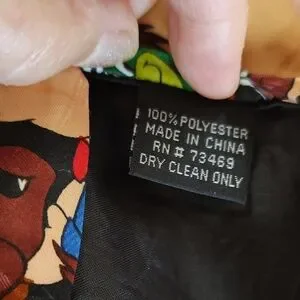 100% POLYESTER
MADE IN CHINA
RN # 73469
DRY CLEAN ONLY